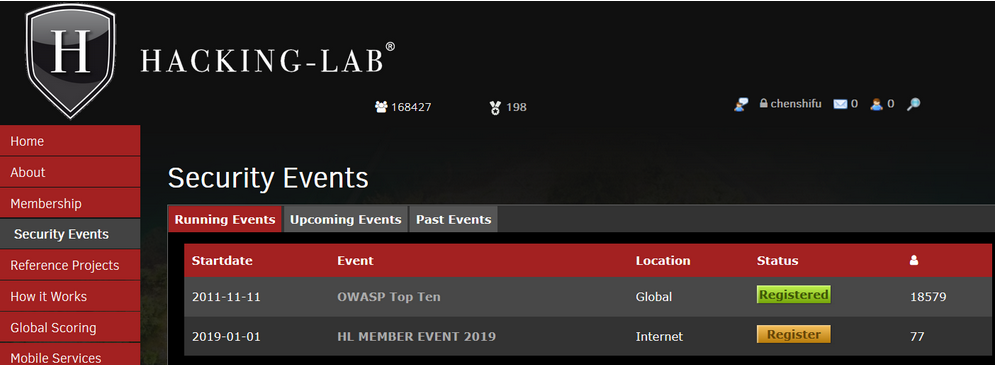 H
HACKING-LAB®
168427 198 chenshifu 0 0
Home
About
Membership
Security Events
Reference Projects
How it Works
Global Scoring
Mobile Services
Security Events
Running Events Upcoming Events Past Events
Startdate Event Location Status
2011-11-11 OWASP Top Ten Global Registered 18579
2019-01-01 HL MEMBER EVENT 2019 Internet Register 77